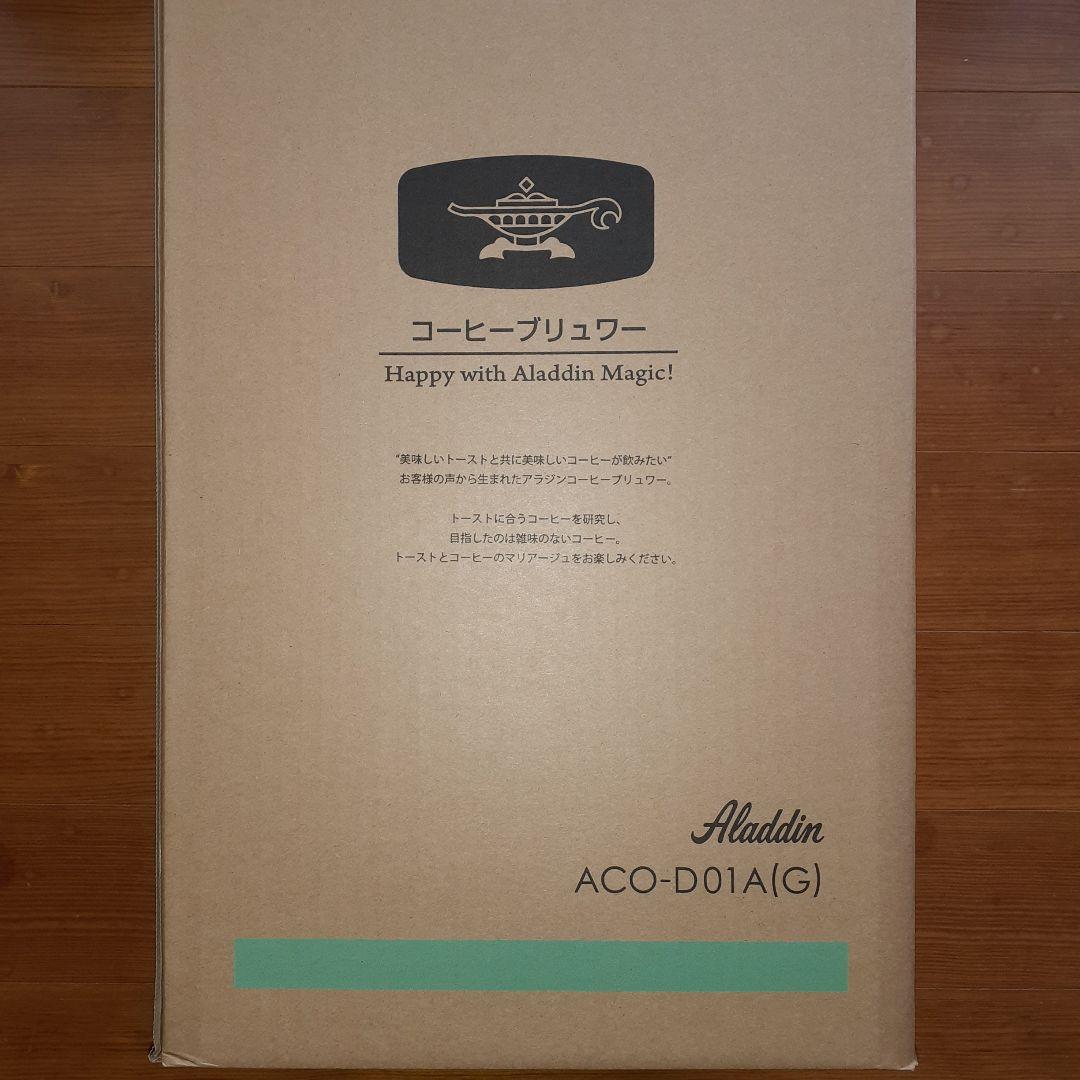 コーヒーブリュワー
Happy with Aladdin Magic!
"美味しいトーストと共に美味しいコーヒーが飲みたい"
お客様の声から生まれたアラジンコーヒーブリュワー。
トーストに合うコーヒーを研究し、
目指したのは雑味のないコーヒー。
トーストとコーヒーのマリアージュをお楽しみください。
Aladdin
ACO-D01A(G)